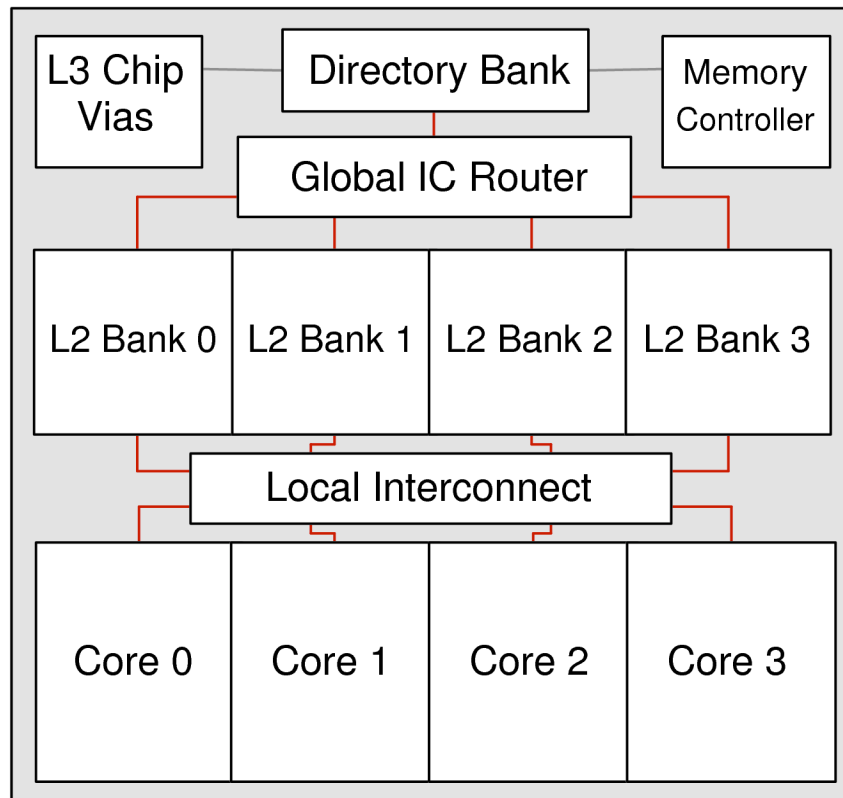 L3 Chip
Vias
Directory Bank
Memory
Controller
Global IC Router
L2 Bank 0
L2 Bank 1
L2 Bank 2
L2 Bank 3
Local Interconnect
Core 0
Core 1
Core 2
Core 3